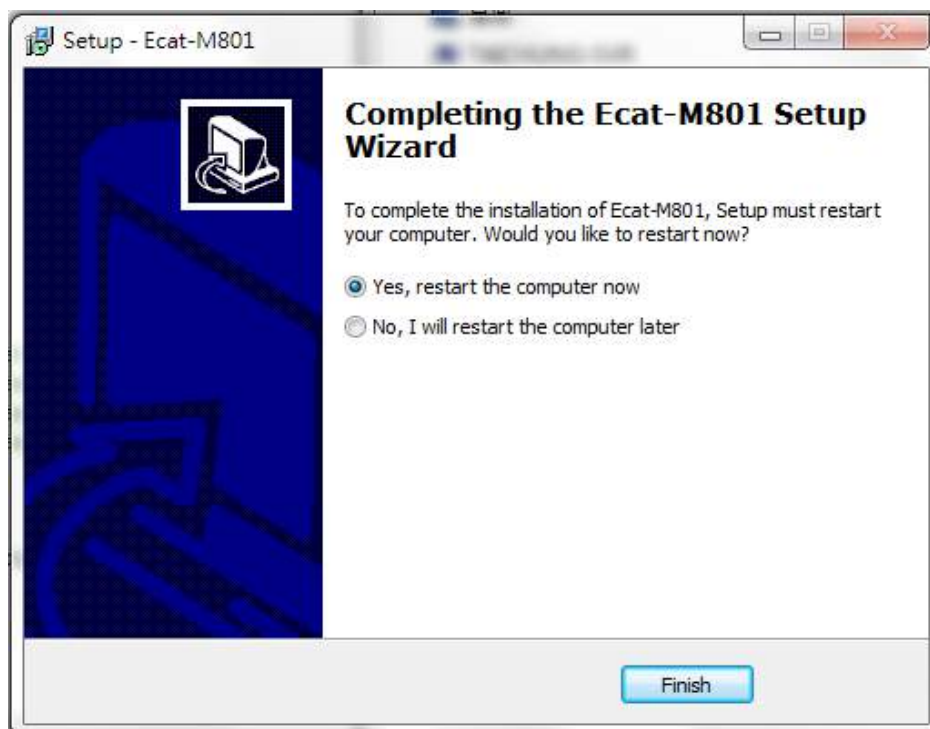 Setup - Ecat-M801
Completing the Ecat-M801 Setup
Wizard
To complete the installation of Ecat-M801, Setup must restart
your computer. Would you like to restart now?
Yes, restart the computer now
No, I will restart the computer later
Finish